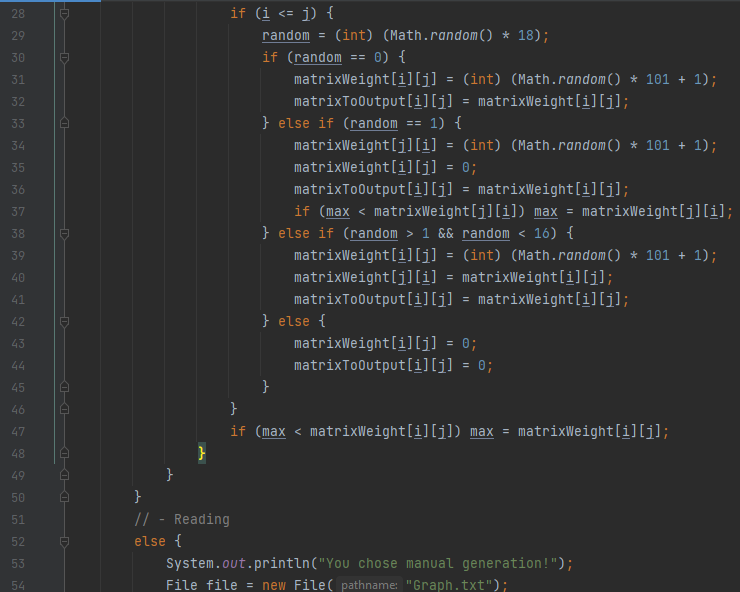 28 if (i <= j) {
29 random = (int) (Math.random() * 18);
30 if (random == 0) {
31 matrixWeight[i][j] = (int) (Math.random() * 101 + 1);
32 matrixToOutput[i][j] = matrixWeight[i][j];
33 } else if (random == 1) {
34 matrixWeight[j][i] = (int) (Math.random() * 101 + 1);
35 matrixWeight[i][j] = 0;
36 matrixToOutput[i][j] = matrixWeight[i][j];
37 if (max < matrixWeight[j][i]) max = matrixWeight[j][i];
38 } else if (random > 1 && random < 16) {
39 matrixWeight[i][j] = (int) (Math.random() * 101 + 1);
40 matrixWeight[j][i] = matrixWeight[i][j];
41 matrixToOutput[i][j] = matrixWeight[i][j];
42 } else {
43 matrixWeight[i][j] = 0;
44 matrixToOutput[i][j] = 0;
45 }
46 }
47 if (max < matrixWeight[i][j]) max = matrixWeight[i][j];
48 }
49 }
50 }
51 // - Reading
52 else {
53 System.out.println("You chose manual generation!");
54 File file = new File( pathname: "Graph.txt");